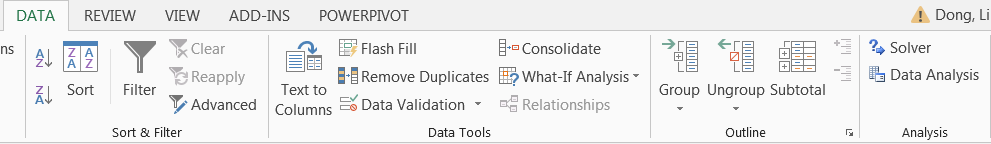 DATA REVIEW VIEW ADD-INS POWERPIVOT Dong, Li
ns
A
Z
Z
A
Z A
A Z
Sort
Filter
Clear
Reapply
Advanced
Sort & Filter
Text to
Columns
Flash Fill
Remove Duplicates
Data Validation
Consolidate
What-If Analysis
Relationships
Data Tools
Group
Ungroup
Subtotal
Outline
Solver
Data Analysis
Analysis